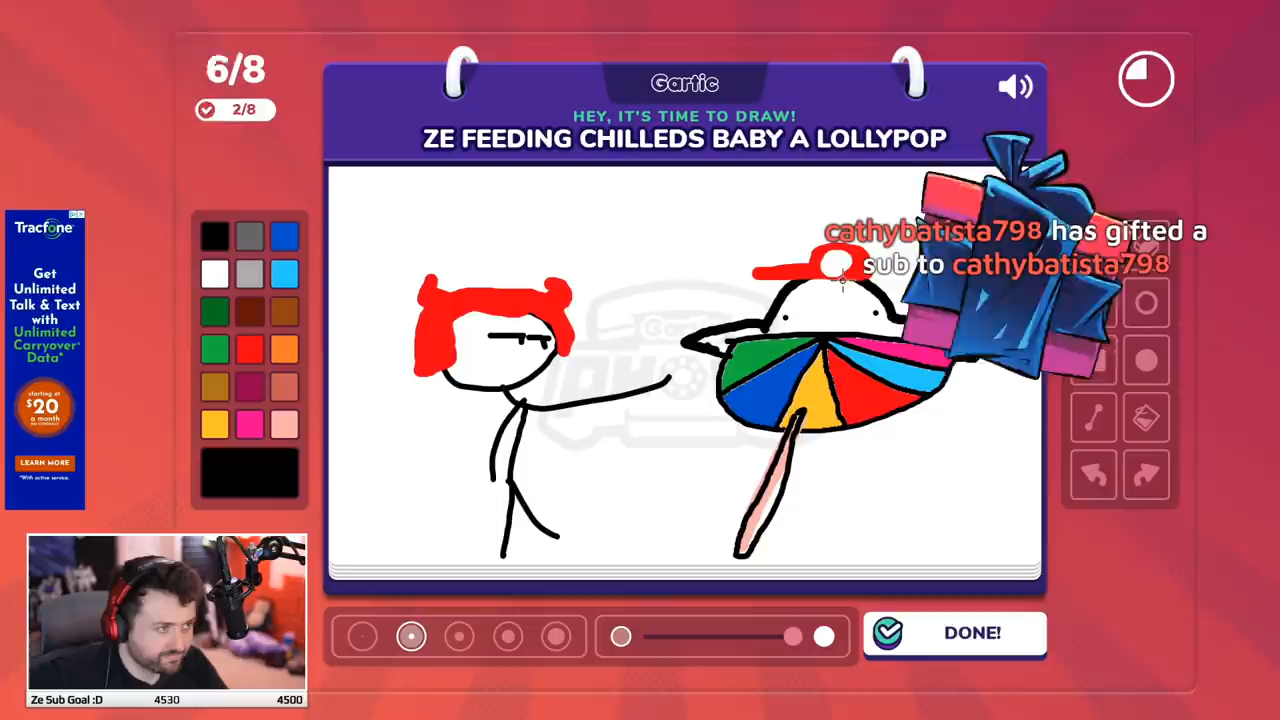 6/8
2/8
Gartic
HEY, IT'S TIME TO DRAW!
ZE FEEDING CHILLEDS BABY A LOLLYPOP
cathybatista798 has gifted a
sub to cathybatista798
Tracfone
Get
Unlimited
Talk & Text
with
Unlimited
Carryover*
Data*
starting at
$20
a month
LEARN MORE
*With active service.
Gartic
PHONE
DONE!
Ze Sub Goal :D 4530 4500